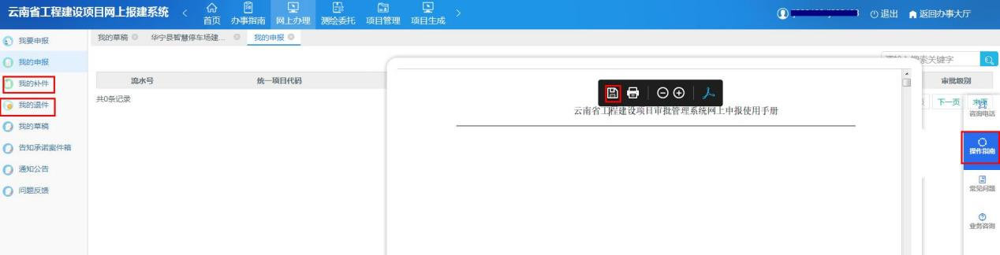 云南省工程建设项目网上报建系统
首页 办事指南 网上办理 测绘委托 项目管理 项目生成
退出 返回办事大厅
我要申报
我的申报
我的补件
我的退件
我的草稿
告知承诺案件箱
通知公告
问题反馈
我的草稿 华宁县智慧停车场建... 我的申报
搜索关键字
流水号 统一项目代码 审批级别
共0条记录
下一页 末页
云南省工程建设项目审批管理系统网上申报使用手册
咨询电话
操作指南
常见问题
业务咨询